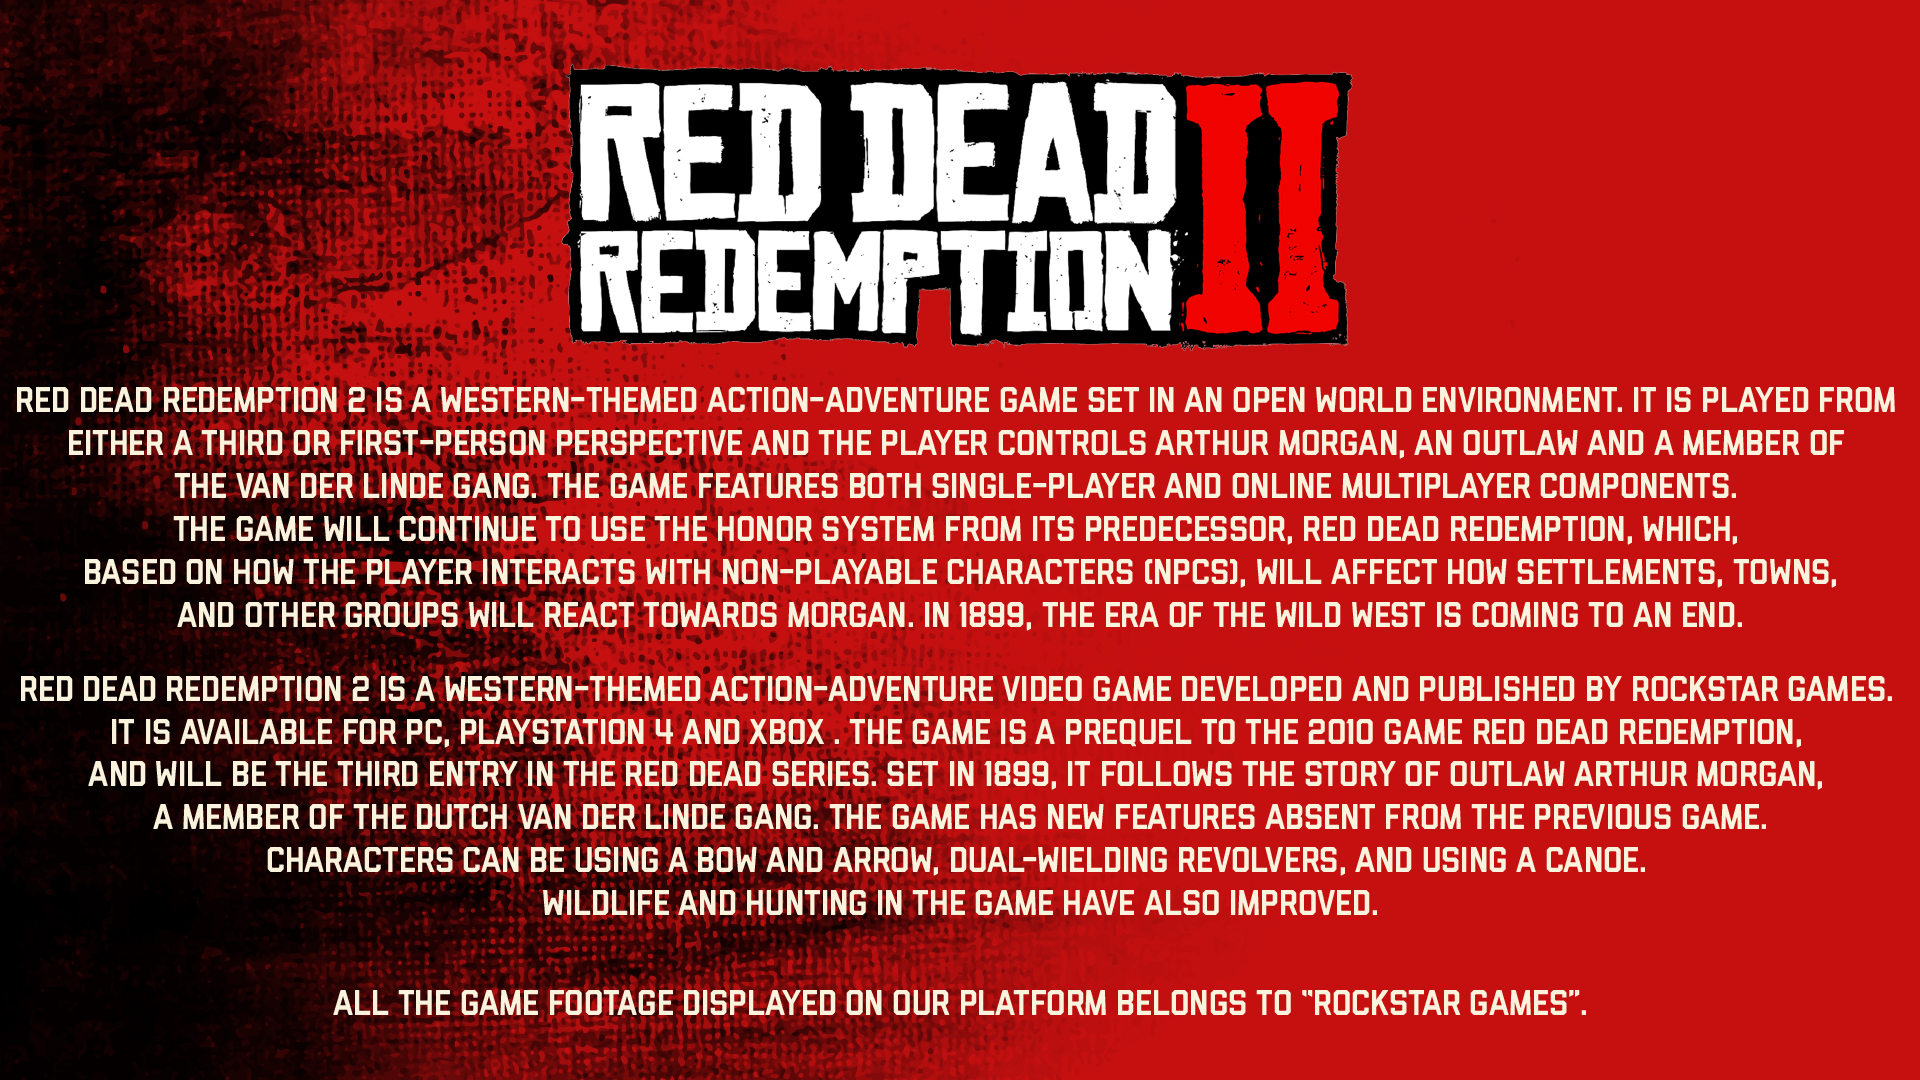 RED DEAD II
REDEMPTION
RED DEAD REDEMPTION 2 IS A WESTERN-THEMED ACTION-ADVENTURE GAME SET IN AN OPEN WORLD ENVIRONMENT. IT IS PLAYED FROM
EITHER A THIRD OR FIRST-PERSON PERSPECTIVE AND THE PLAYER CONTROLS ARTHUR MORGAN, AN OUTLAW AND A MEMBER OF
THE VAN DER LINDE GANG. THE GAME FEATURES BOTH SINGLE-PLAYER AND ONLINE MULTIPLAYER COMPONENTS.
THE GAME WILL CONTINUE TO USE THE HONOR SYSTEM FROM ITS PREDECESSOR, RED DEAD REDEMPTION, WHICH,
BASED ON HOW THE PLAYER INTERACTS WITH NON-PLAYABLE CHARACTERS (NPCS), WILL AFFECT HOW SETTLEMENTS, TOWNS,
AND OTHER GROUPS WILL REACT TOWARDS MORGAN. IN 1899, THE ERA OF THE WILD WEST IS COMING TO AN END.
RED DEAD REDEMPTION 2 IS A WESTERN-THEMED ACTION-ADVENTURE VIDEO GAME DEVELOPED AND PUBLISHED BY ROCKSTAR GAMES.
IT IS AVAILABLE FOR PC, PLAYSTATION 4 AND XBOX . THE GAME IS A PREQUEL TO THE 2010 GAME RED DEAD REDEMPTION,
AND WILL BE THE THIRD ENTRY IN THE RED DEAD SERIES. SET IN 1899, IT FOLLOWS THE STORY OF OUTLAW ARTHUR MORGAN,
A MEMBER OF THE DUTCH VAN DER LINDE GANG. THE GAME HAS NEW FEATURES ABSENT FROM THE PREVIOUS GAME.
CHARACTERS CAN BE USING A BOW AND ARROW, DUAL-WIELDING REVOLVERS, AND USING A CANOE.
WILDLIFE AND HUNTING IN THE GAME HAVE ALSO IMPROVED.
ALL THE GAME FOOTAGE DISPLAYED ON OUR PLATFORM BELONGS TO “ROCKSTAR GAMES”.